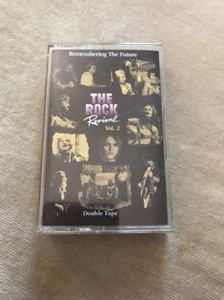 Remembering The Future
THE
ROCK
Revival
Vol. 2
Double Tape